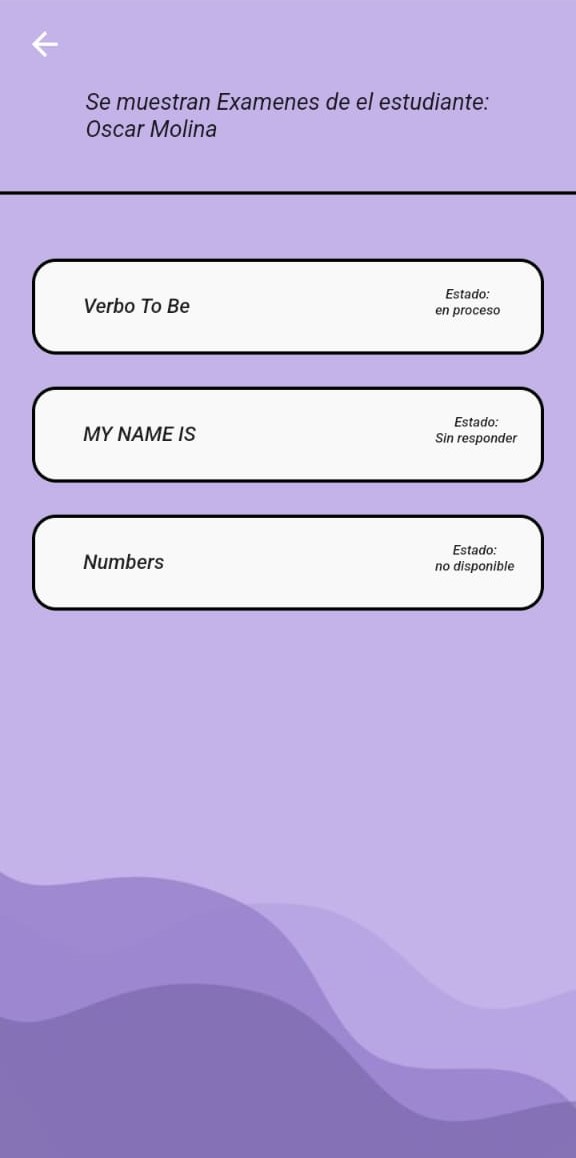 Se muestran Examenes de el estudiante:
Oscar Molina
Verbo To Be
Estado:
en proceso
MY NAME IS
Estado:
Sin responder
Numbers
Estado:
no disponible